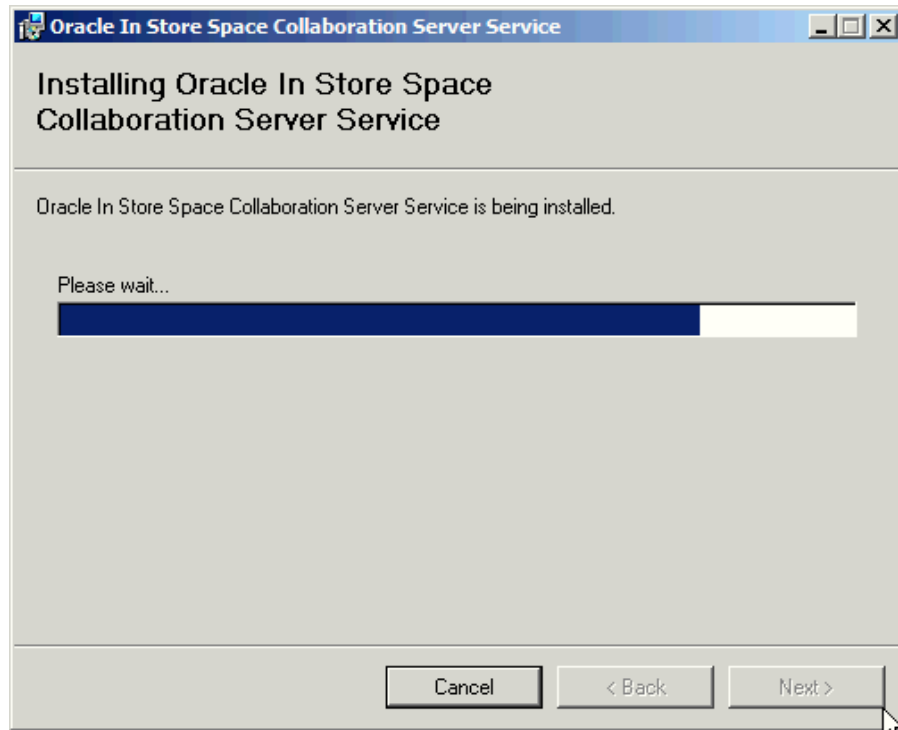 Oracle In Store Space Collaboration Server Service
Installing Oracle In Store Space
Collaboration Server Service
Oracle In Store Space Collaboration Server Service is being installed.
Please wait...
Cancel
< Back
Next >